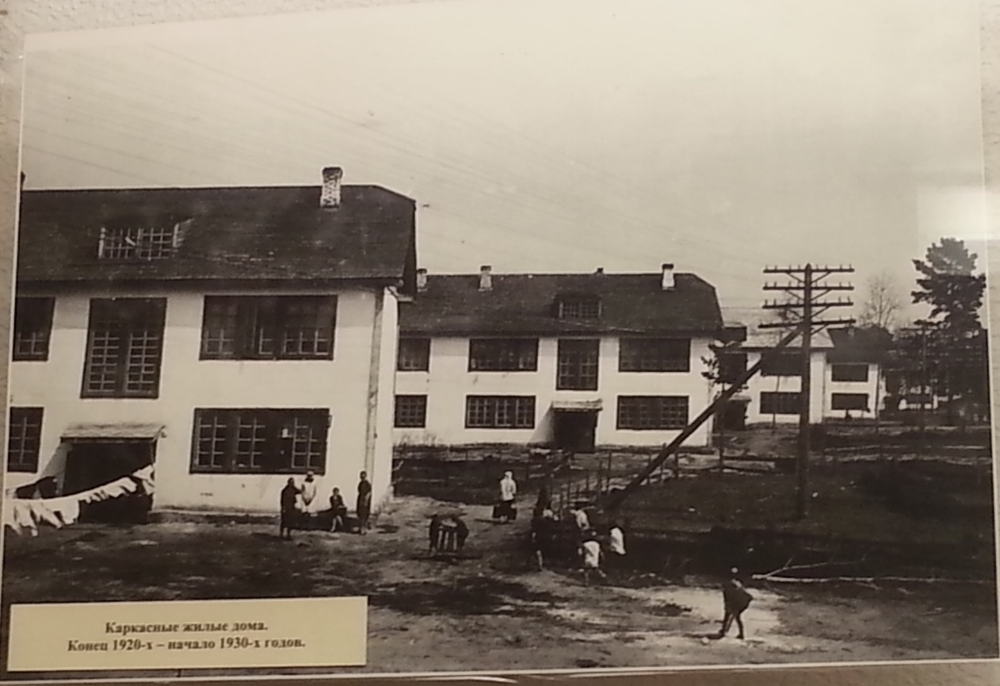 Каркасные жилые дома.
Конец 1920-х – начало 1930-х годов.